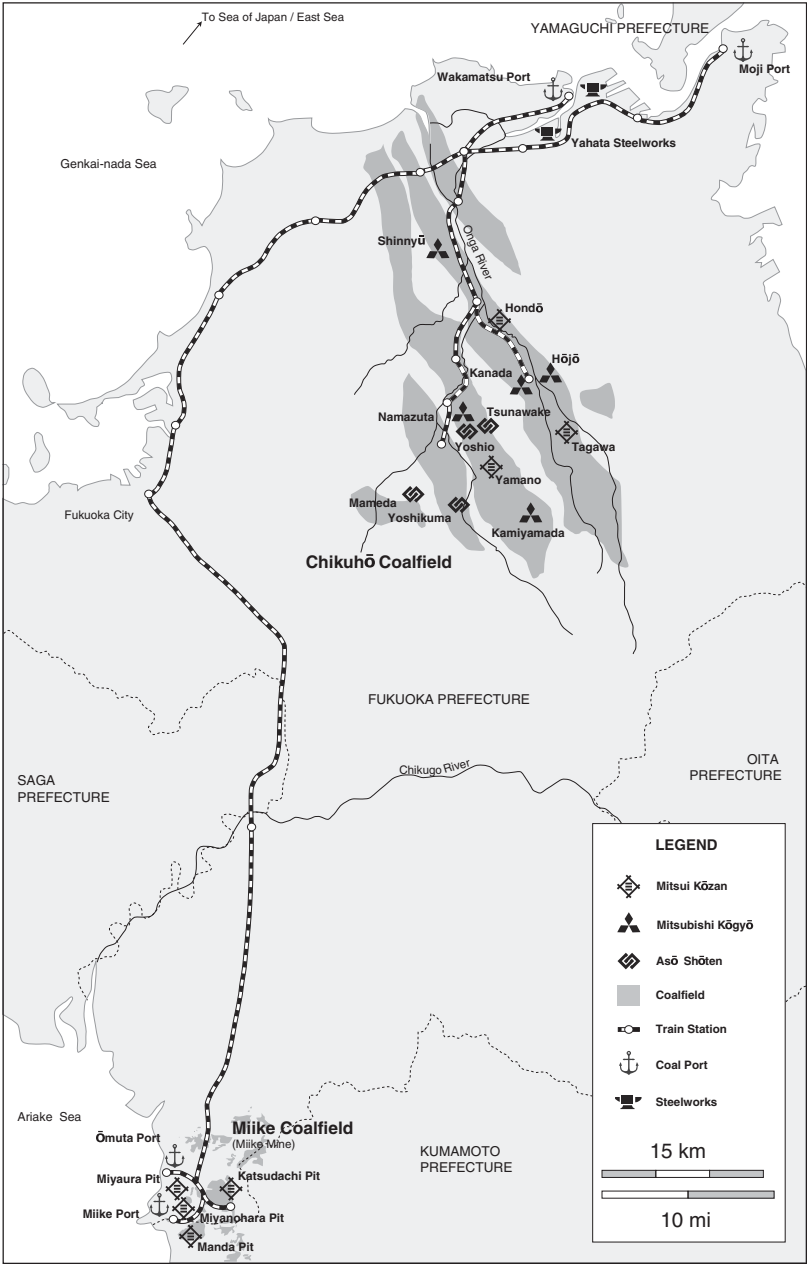 To Sea of Japan / East Sea
YAMAGUCHI PREFECTURE
Wakamatsu Port
Moji Port
Yahata Steelworks
Genkai-nada Sea
Shinnyū
Onga River
Hondō
Hōjō
Kanada
Namazuta
Tsunawake
Yoshio
Tagawa
Yamano
Mameda
Yoshikuma
Kamiyamada
Fukuoka City
Chikuhō Coalfield
FUKUOKA PREFECTURE
SAGA
PREFECTURE
Chikugo River
OITA
PREFECTURE
LEGEND
Mitsui Kōzan
Mitsubishi Kōgyō
Asō Shōten
Coalfield
Train Station
Coal Port
Steelworks
15 km
10 mi
Ariake Sea
Ōmuta Port
Miike Coalfield
(Miike Mine)
KUMAMOTO
PREFECTURE
Miyaura Pit
Katsudachi Pit
Miike Port
Miyanohara Pit
Manda Pit